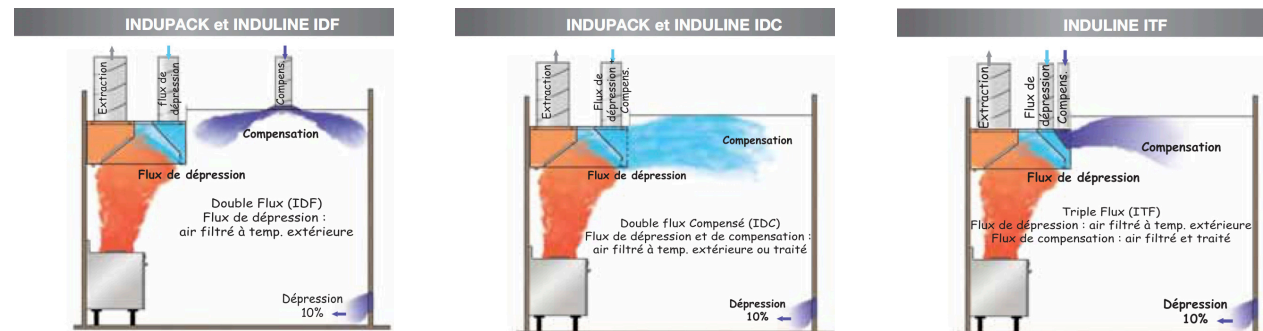 INDUPACK et INDULINE IDF
Extraction
flux de
dépression
Compens.
Compensation
Flux de dépression
Double Flux (IDF)
Flux de dépression :
air filtré à temp. extérieure
Dépression
10%
INDUPACK et INDULINE IDC
Extraction
Flux de
dépression +
Compens.
Compensation
Flux de dépression
Double flux Compensé (IDC)
Flux de dépression et de compensation :
air filtré à temp. extérieure ou traité
Dépression
10%
INDULINE ITF
Extraction
Flux de
dépression
Compens.
Compensation
Flux de dépression
Triple Flux (ITF)
Flux de dépression : air filtré à temp. extérieure
Flux de compensation : air filtré et traité
Dépression
10%